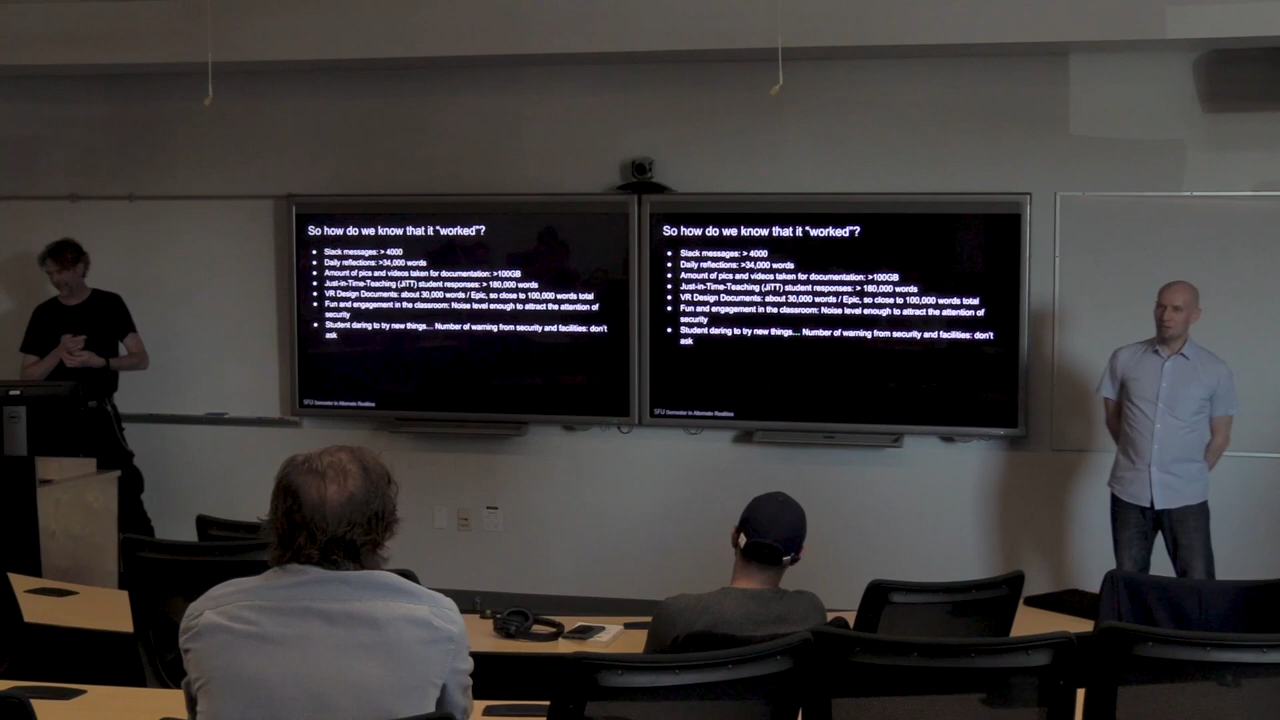 So how do we know that it “worked”?
● Slack messages: > 4000
● Daily reflections: >34,000 words
● Amount of pics and videos taken for documentation: >100GB
● Just-in-Time-Teaching (JiTT) student responses: > 180,000 words
● VR Design Documents: about 30,000 words / Epic, so close to 100,000 words total
● Fun and engagement in the classroom: Noise level enough to attract the attention of
security
● Student daring to try new things... Number of warning from security and facilities: don't
ask
SFU Semester in Alternate Realities
So how do we know that it “worked”?
● Slack messages: > 4000
● Daily reflections: >34,000 words
● Amount of pics and videos taken for documentation: >100GB
● Just-in-Time-Teaching (JiTT) student responses: > 180,000 words
● VR Design Documents: about 30,000 words / Epic, so close to 100,000 words total
● Fun and engagement in the classroom: Noise level enough to attract the attention of
security
● Student daring to try new things... Number of warning from security and facilities: don't
ask
SFU Semester in Alternate Realities